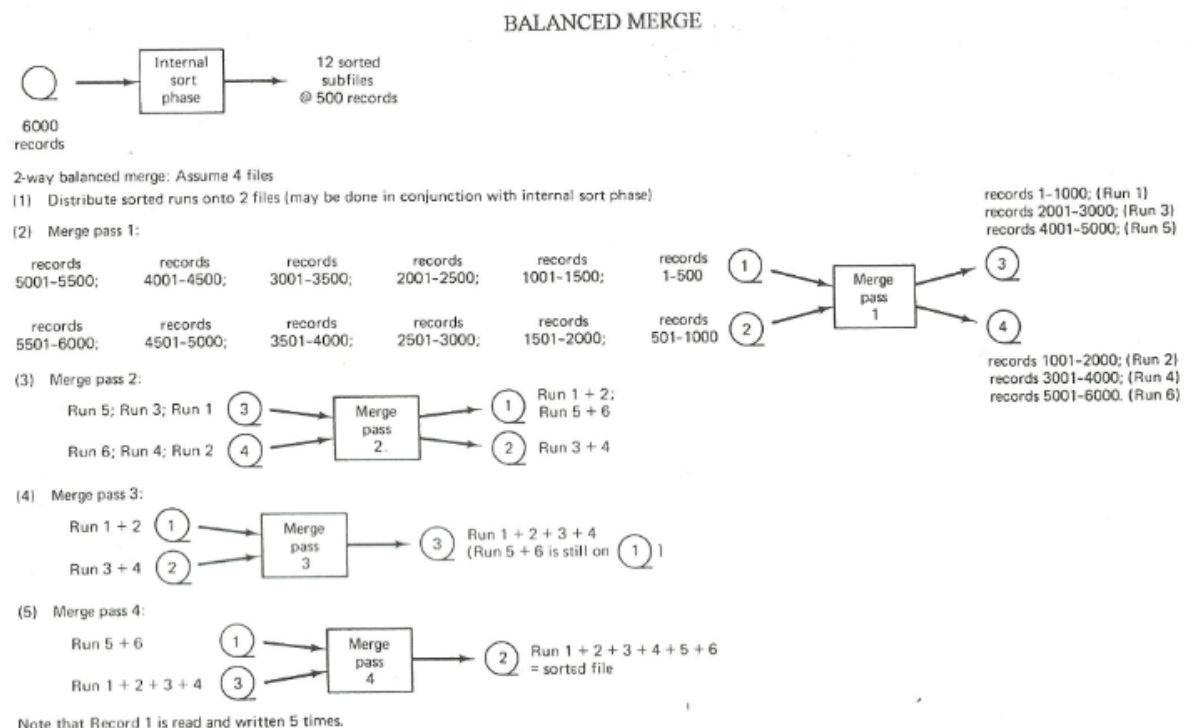 BALANCED MERGE
Internal
sort
phase
12 sorted
subfiles
@ 500 records
6000
records
2-way balanced merge: Assume 4 files
(1) Distribute sorted runs onto 2 files (may be done in conjunction with internal sort phase)
(2) Merge pass 1:
records 1-1000; (Run 1)
records 2001-3000; (Run 3)
records 4001-5000; (Run 5)
records records records records records records
5001-5500; 4001-4500; 3001-3500; 2001-2500; 1001-1500; 1-500
1
Merge
pass
1
3
records records records records records records
5501-6000; 4501-5000; 3501-4000; 2501-3000; 1501-2000; 501-1000
2
4
records 1001-2000; (Run 2)
records 3001-4000; (Run 4)
records 5001-6000. (Run 6)
(3) Merge pass 2:
Run 5; Run 3; Run 1 3
Run 6; Run 4; Run 2 4
Merge
pass
2
1 Run 1 + 2;
Run 5 + 6
2 Run 3 + 4
(4) Merge pass 3:
Run 1 + 2 1
Run 3 + 4 2
Merge
pass
3
3 Run 1 + 2 + 3 + 4
(Run 5 + 6 is still on 1 )
(5) Merge pass 4:
Run 5 + 6 1
Run 1 + 2 + 3 + 4 3
Merge
pass
4
2 Run 1 + 2 + 3 + 4 + 5 + 6
= sorted file
Note that Record 1 is read and written 5 times.